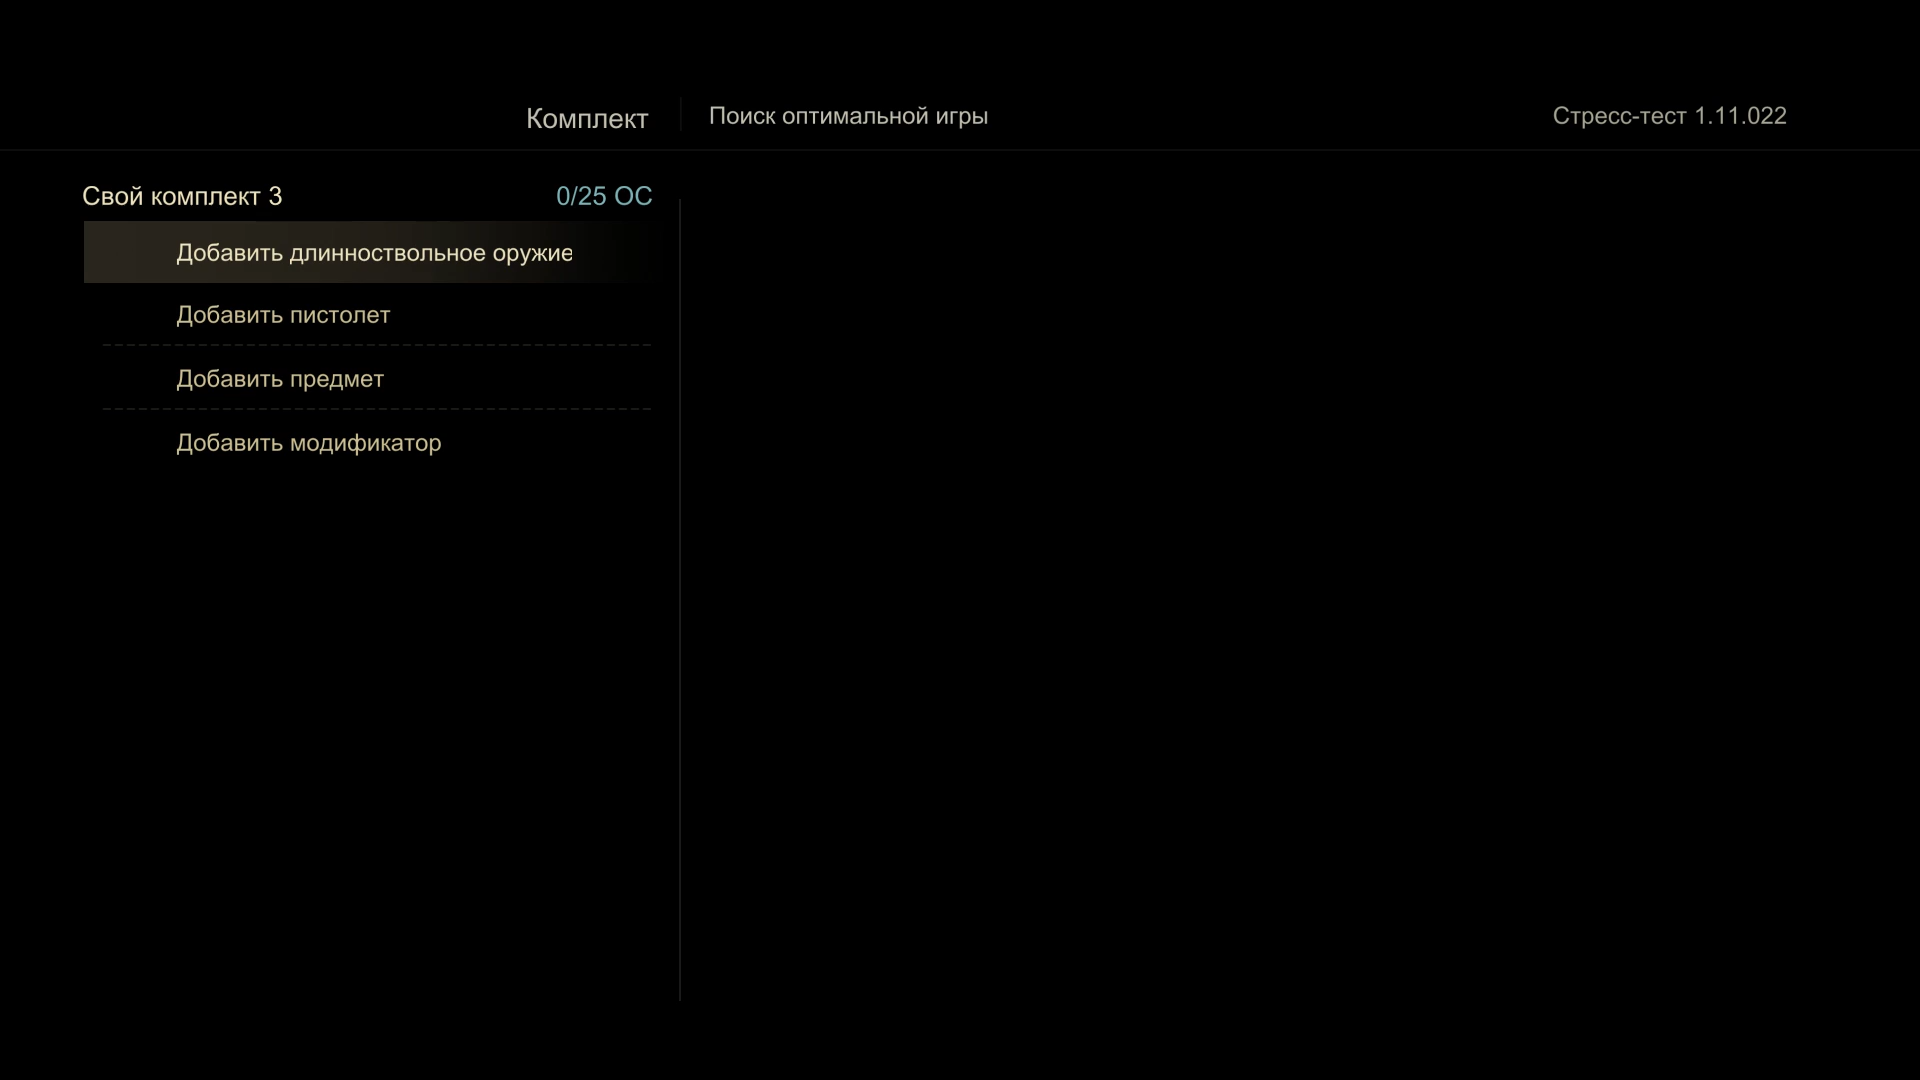 Комплект
Поиск оптимальной игры
Стресс-тест 1.11.022
Свой комплект 3
0/25 ОС
Добавить длинноствольное оружие
Добавить пистолет
Добавить предмет
Добавить модификатор